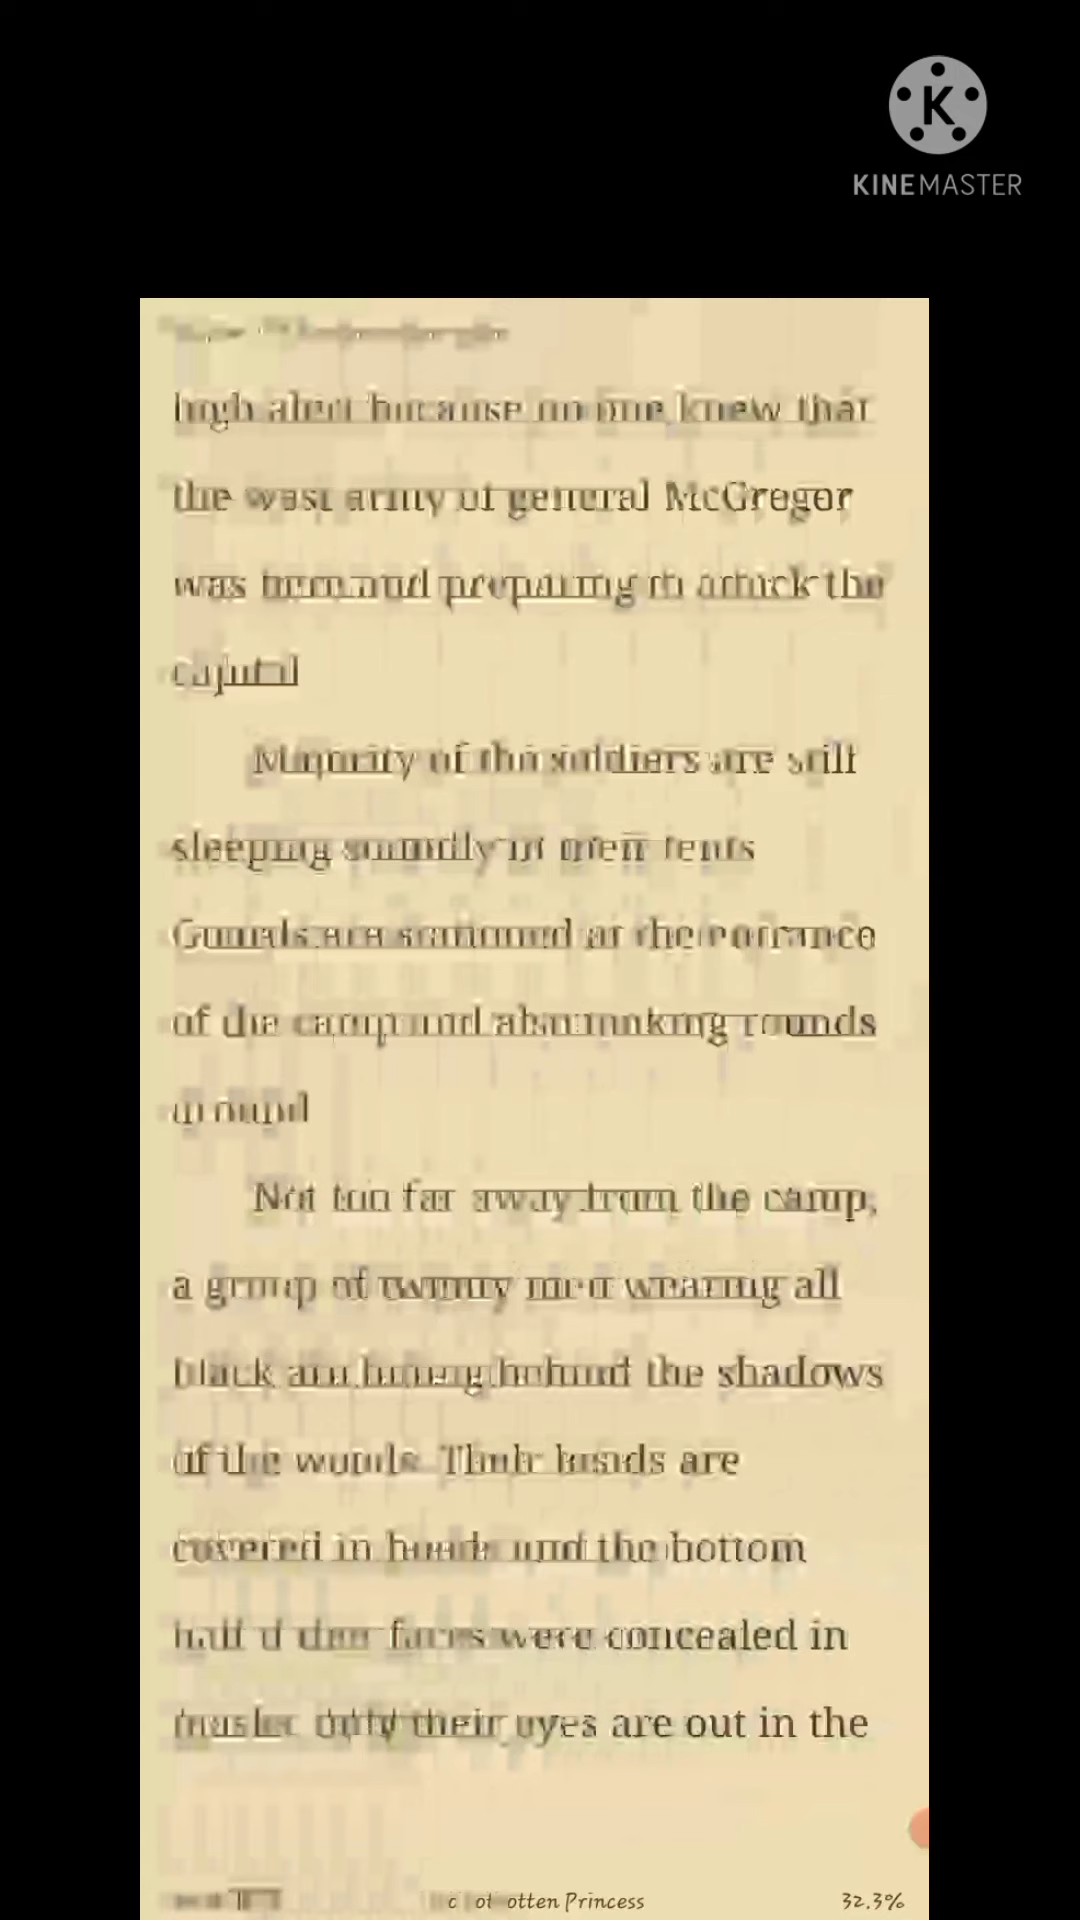 KINEMASTER
high alert because no one knew that
the wast army of general McGregor
was here and preparing to attack the
capital
Majority of the soldiers are still
sleeping soundly in their tents
Guards are stationed at the entrance
of the camp and also making rounds
around
Not too far away from the camp,
a group of twenty men wearing all
black are hiding behind the shadows
of the woods. Their heads are
covered in hoods and the bottom
half of their faces were concealed in
masks. Only their eyes are out in the
Princess
32.3%